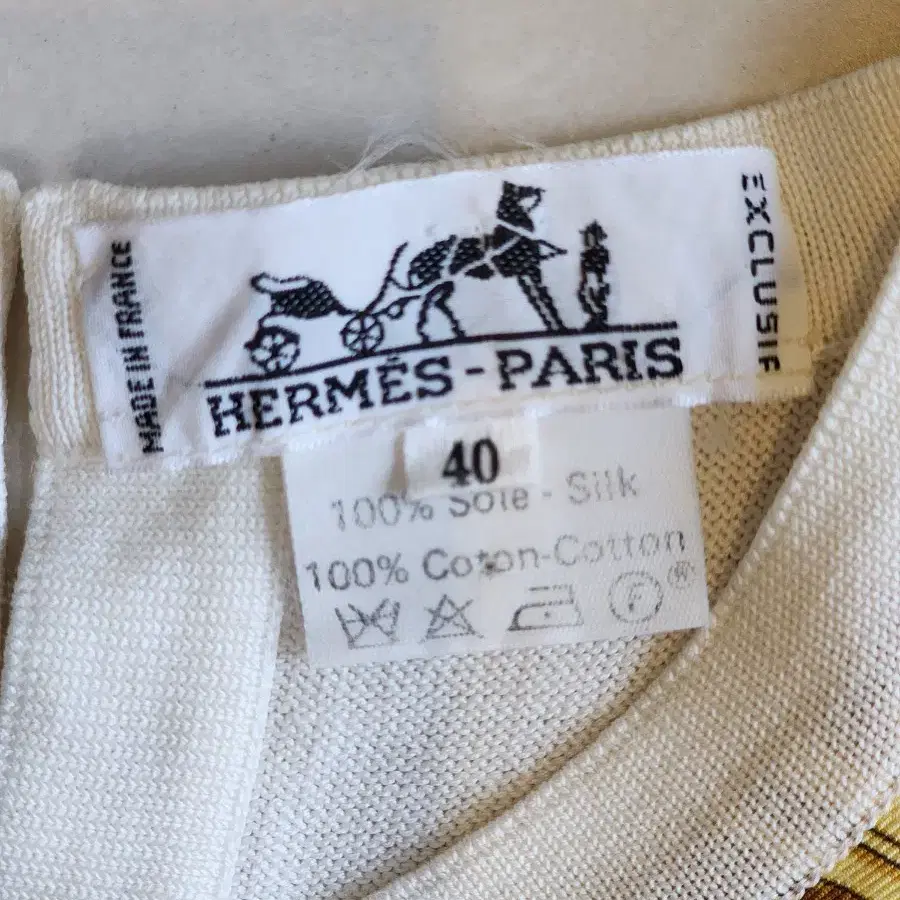 MADE IN FRANCE
HERMÈS-PARIS
EXCLUSIF
40
100% Soie - Silk
100% Coton-Cotton
F ®